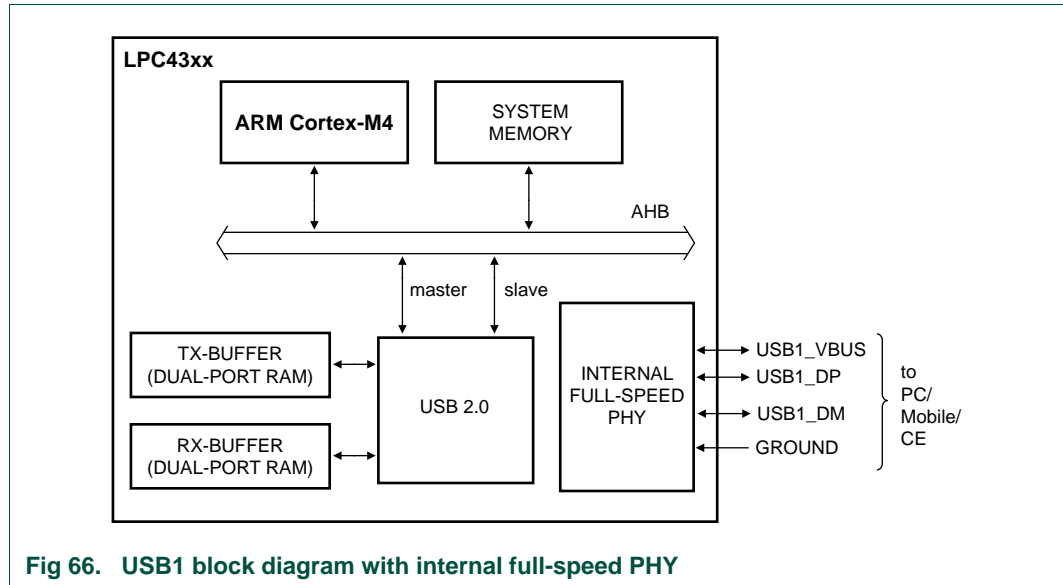 LPC43xx
ARM Cortex-M4
SYSTEM
MEMORY
AHB
master
slave
TX-BUFFER
(DUAL-PORT RAM)
RX-BUFFER
(DUAL-PORT RAM)
USB 2.0
INTERNAL
FULL-SPEED
PHY
USB1_VBUS
USB1_DP
USB1_DM
GROUND
to
PC/
Mobile/
CE
Fig 66. USB1 block diagram with internal full-speed PHY